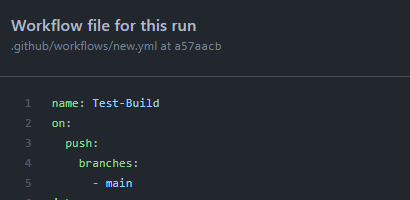 Workflow file for this run
.github/workflows/new.yml at a57aacb
1 name: Test-Build
2 on:
3 push:
4 branches:
5 - main